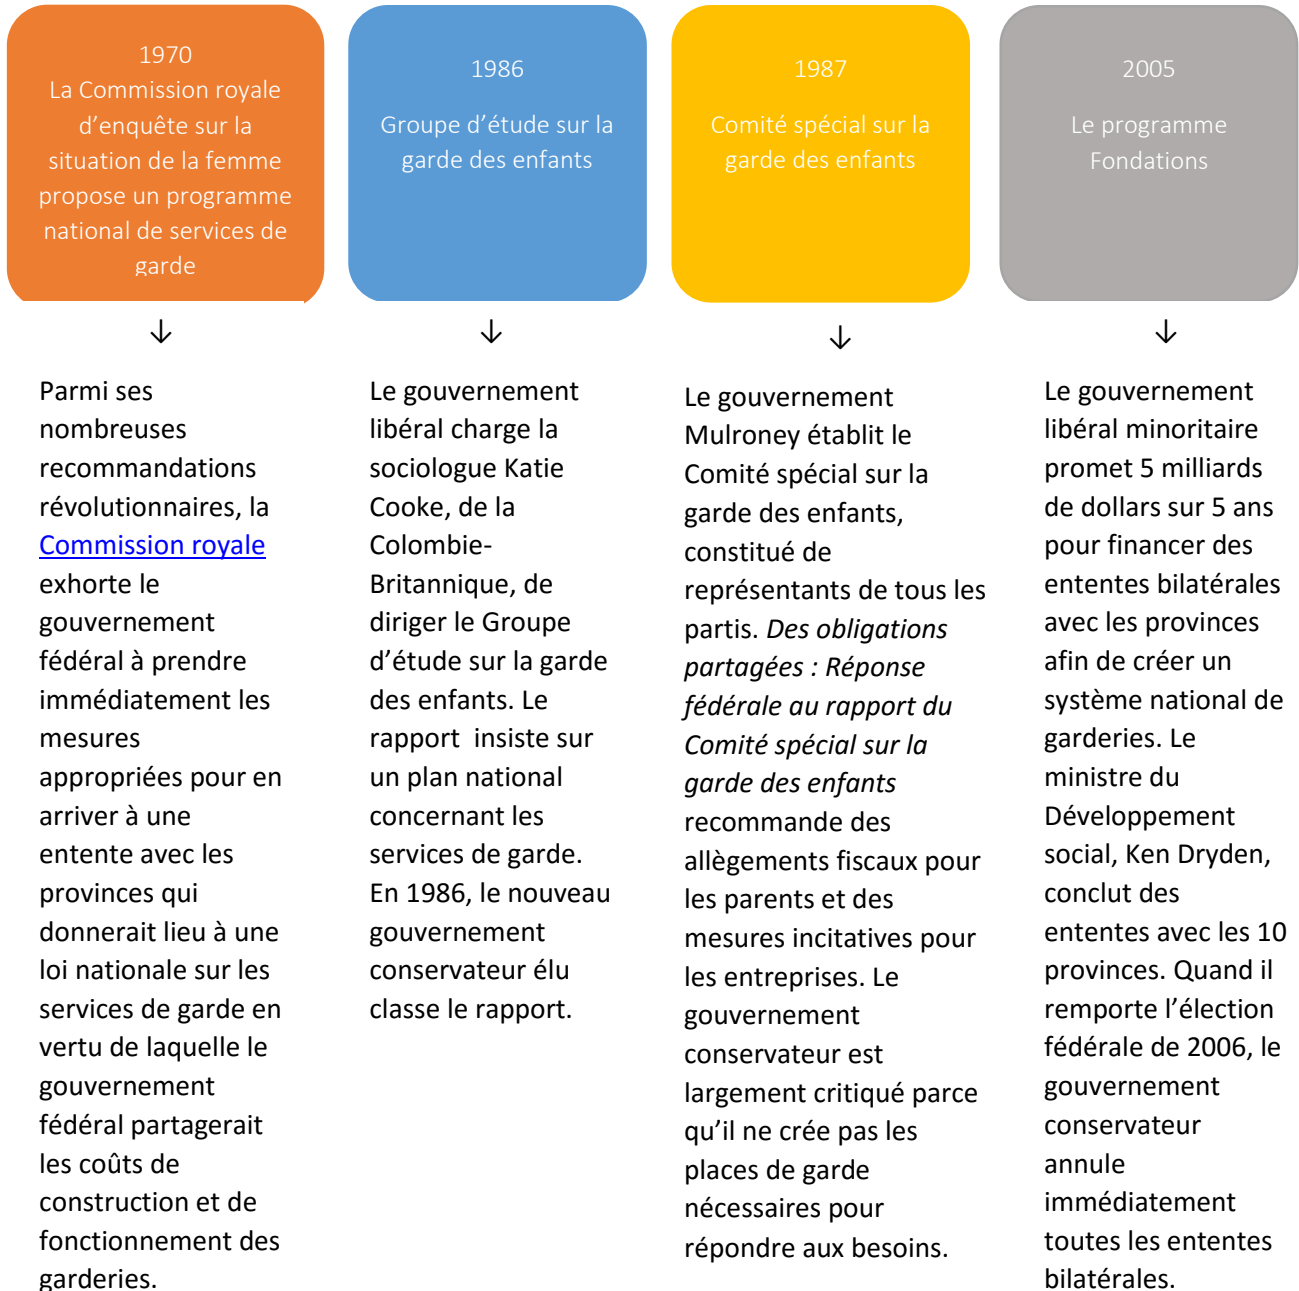 1970
La Commission royale
d’enquête sur la
situation de la femme
propose un programme
national de services de
garde
↓
Parmi ses
nombreuses
recommandations
révolutionnaires, la
Commission royale
exhorte le
gouvernement
fédéral à prendre
immédiatement les
mesures
appropriées pour en
arriver à une
entente avec les
provinces qui
donnerait lieu à une
loi nationale sur les
services de garde en
vertu de laquelle le
gouvernement
fédéral partagerait
les coûts de
construction et de
fonctionnement des
garderies.
1986
Groupe d’étude sur la
garde des enfants
↓
Le gouvernement
libéral charge la
sociologue Katie
Cooke, de la
Colombie-
Britannique, de
diriger le Groupe
d’étude sur la garde
des enfants. Le
rapport  insiste sur
un plan national
concernant les
services de garde.
En 1986, le nouveau
gouvernement
conservateur élu
classe le rapport.
1987
Comité spécial sur la
garde des enfants
↓
Le gouvernement
Mulroney établit le
Comité spécial sur la
garde des enfants,
constitué de
représentants de tous les
partis. Des obligations
partagées : Réponse
fédérale au rapport du
Comité spécial sur la
garde des enfants
recommande des
allègements fiscaux pour
les parents et des
mesures incitatives pour
les entreprises. Le
gouvernement
conservateur est
largement critiqué parce
qu’il ne crée pas les
places de garde
nécessaires pour
répondre aux besoins.
2005
Le programme
Fondations
↓
Le gouvernement
libéral minoritaire
promet 5 milliards
de dollars sur 5 ans
pour financer des
ententes bilatérales
avec les provinces
afin de créer un
système national de
garderies. Le
ministre du
Développement
social, Ken Dryden,
conclut des
ententes avec les 10
provinces. Quand il
remporte l’élection
fédérale de 2006, le
gouvernement
conservateur
annule
immédiatement
toutes les ententes
bilatérales.